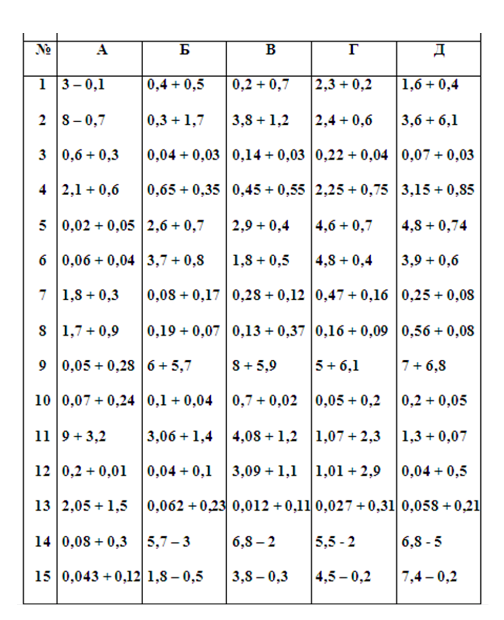 № А Б В Г Д
1 3 – 0,1 0,4 + 0,5 0,2 + 0,7 2,3 + 0,2 1,6 + 0,4
2 8 – 0,7 0,3 + 1,7 3,8 + 1,2 2,4 + 0,6 3,6 + 6,1
3 0,6 + 0,3 0,04 + 0,03 0,14 + 0,03 0,22 + 0,04 0,07 + 0,03
4 2,1 + 0,6 0,65 + 0,35 0,45 + 0,55 2,25 + 0,75 3,15 + 0,85
5 0,02 + 0,05 2,6 + 0,7 2,9 + 0,4 4,6 + 0,7 4,8 + 0,74
6 0,06 + 0,04 3,7 + 0,8 1,8 + 0,5 4,8 + 0,4 3,9 + 0,6
7 1,8 + 0,3 0,08 + 0,17 0,28 + 0,12 0,47 + 0,16 0,25 + 0,08
8 1,7 + 0,9 0,19 + 0,07 0,13 + 0,37 0,16 + 0,09 0,56 + 0,08
9 0,05 + 0,28 6 + 5,7 8 + 5,9 5 + 6,1 7 + 6,8
10 0,07 + 0,24 0,1 + 0,04 0,7 + 0,02 0,05 + 0,2 0,2 + 0,05
11 9 + 3,2 3,06 + 1,4 4,08 + 1,2 1,07 + 2,3 1,3 + 0,07
12 0,2 + 0,01 0,04 + 0,1 3,09 + 1,1 1,01 + 2,9 0,04 + 0,5
13 2,05 + 1,5 0,062 + 0,23 0,012 + 0,11 0,027 + 0,31 0,058 + 0,21
14 0,08 + 0,3 5,7 – 3 6,8 – 2 5,5 - 2 6,8 - 5
15 0,043 + 0,12 1,8 – 0,5 3,8 – 0,3 4,5 – 0,2 7,4 – 0,2